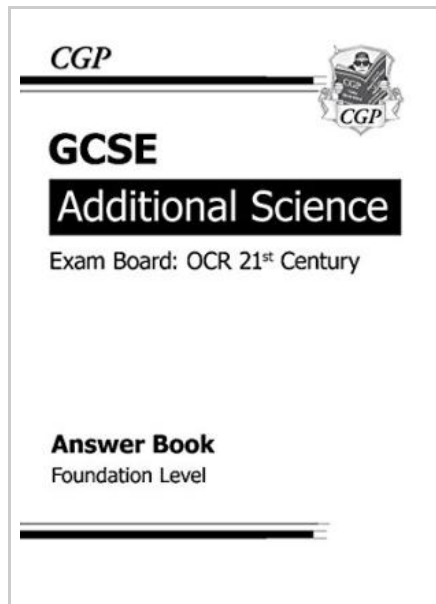 CGP
CGP
GCSE
Additional Science
Exam Board: OCR 21st Century
Answer Book
Foundation Level